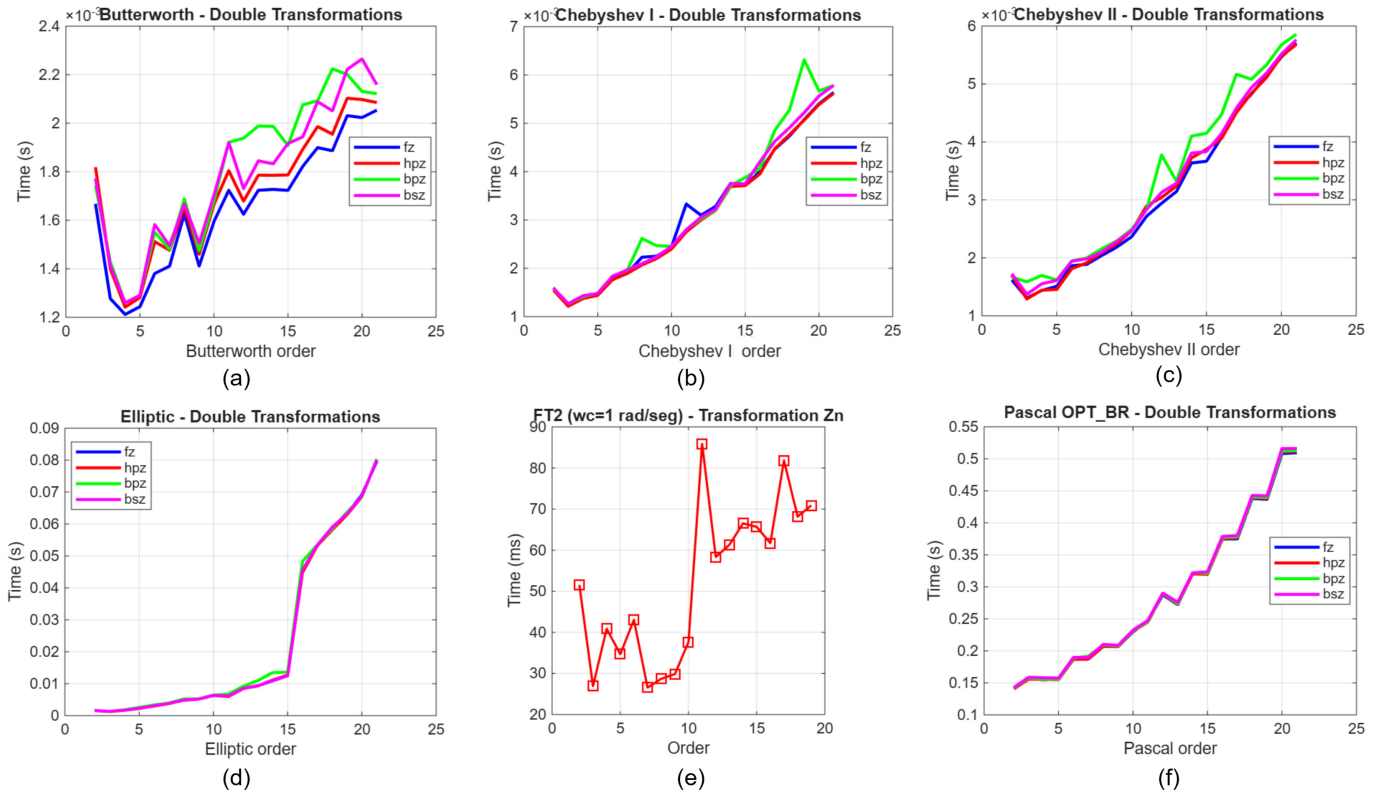 ×10⁻³ Butterworth - Double Transformations
2.4
2.2
2
1.8
1.6
1.4
1.2
Time (s)
0 5 10 15 20 25
Butterworth order
fz
hpz
bpz
bsz
(a)
×10⁻³ Chebyshev I - Double Transformations
7
6
5
4
3
2
1
Time (s)
0 5 10 15 20 25
Chebyshev I order
fz
hpz
bpz
bsz
(b)
×10⁻³ Chebyshev II - Double Transformations
6
5
4
3
2
1
Time (s)
0 5 10 15 20 25
Chebyshev II order
fz
hpz
bpz
bsz
(c)
Elliptic - Double Transformations
0.09
0.08
0.07
0.06
0.05
0.04
0.03
0.02
0.01
0
Time (s)
0 5 10 15 20 25
Elliptic order
fz
hpz
bpz
bsz
(d)
FT2 (wc=1 rad/seg) - Transformation Zn
90
80
70
60
50
40
30
20
Time (ms)
0 5 10 15 20
Order
(e)
Pascal OPT_BR - Double Transformations
0.55
0.5
0.45
0.4
0.35
0.3
0.25
0.2
0.15
0.1
Time (s)
0 5 10 15 20 25
Pascal order
fz
hpz
bpz
bsz
(f)